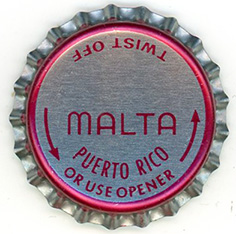 TWIST OFF
MALTA
PUERTO RICO
OR USE OPENER